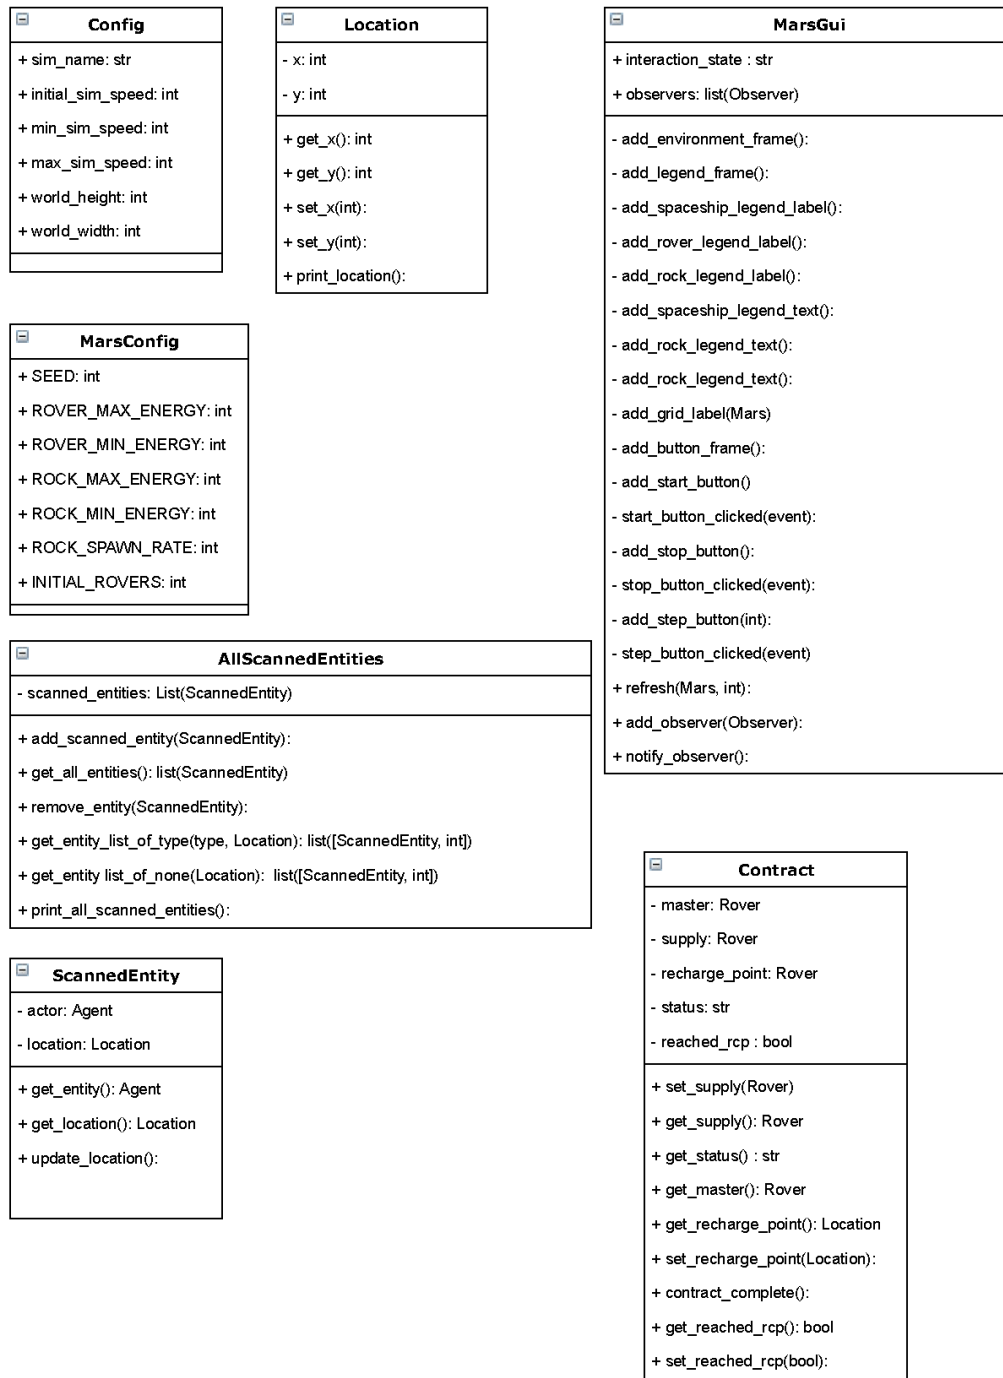 Config
+ sim_name: str
+ initial_sim_speed: int
+ min_sim_speed: int
+ max_sim_speed: int
+ world_height: int
+ world_width: int
Location
- x: int
- y: int
+ get_x(): int
+ get_y(): int
+ set_x(int):
+ set_y(int):
+ print_location():
MarsGui
+ interaction_state : str
+ observers: list(Observer)
- add_environment_frame():
- add_legend_frame():
- add_spaceship_legend_label():
- add_rover_legend_label():
- add_rock_legend_label():
- add_spaceship_legend_text():
- add_rock_legend_text():
- add_rock_legend_text():
- add_grid_label(Mars)
- add_button_frame():
- add_start_button()
- start_button_clicked(event):
- add_stop_button():
- stop_button_clicked(event):
- add_step_button(int):
- step_button_clicked(event)
+ refresh(Mars, int):
+ add_observer(Observer):
+ notify_observer():
MarsConfig
+ SEED: int
+ ROVER_MAX_ENERGY: int
+ ROVER_MIN_ENERGY: int
+ ROCK_MAX_ENERGY: int
+ ROCK_MIN_ENERGY: int
+ ROCK_SPAWN_RATE: int
+ INITIAL_ROVERS: int
AllScannedEntities
- scanned_entities: List(ScannedEntity)
+ add_scanned_entity(ScannedEntity):
+ get_all_entities(): list(ScannedEntity)
+ remove_entity(ScannedEntity):
+ get_entity_list_of_type(type, Location): list([ScannedEntity, int])
+ get_entity list_of_none(Location): list([ScannedEntity, int])
+ print_all_scanned_entities():
ScannedEntity
- actor: Agent
- location: Location
+ get_entity(): Agent
+ get_location(): Location
+ update_location():
Contract
- master: Rover
- supply: Rover
- recharge_point: Rover
- status: str
- reached_rcp : bool
+ set_supply(Rover)
+ get_supply(): Rover
+ get_status() : str
+ get_master(): Rover
+ get_recharge_point(): Location
+ set_recharge_point(Location):
+ contract_complete():
+ get_reached_rcp(): bool
+ set_reached_rcp(bool):